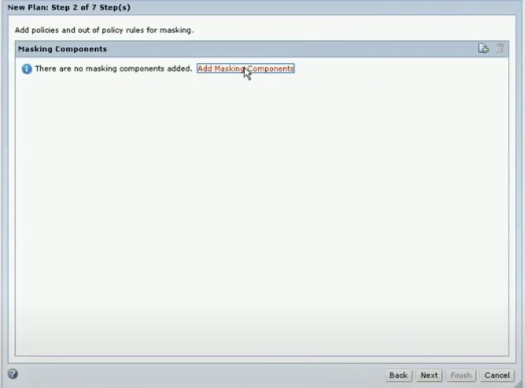 New Plan: Step 2 of 7 Step(s)
Add policies and out of policy rules for masking.
Masking Components
There are no masking components added. Add Masking Components
Back Next Finish Cancel